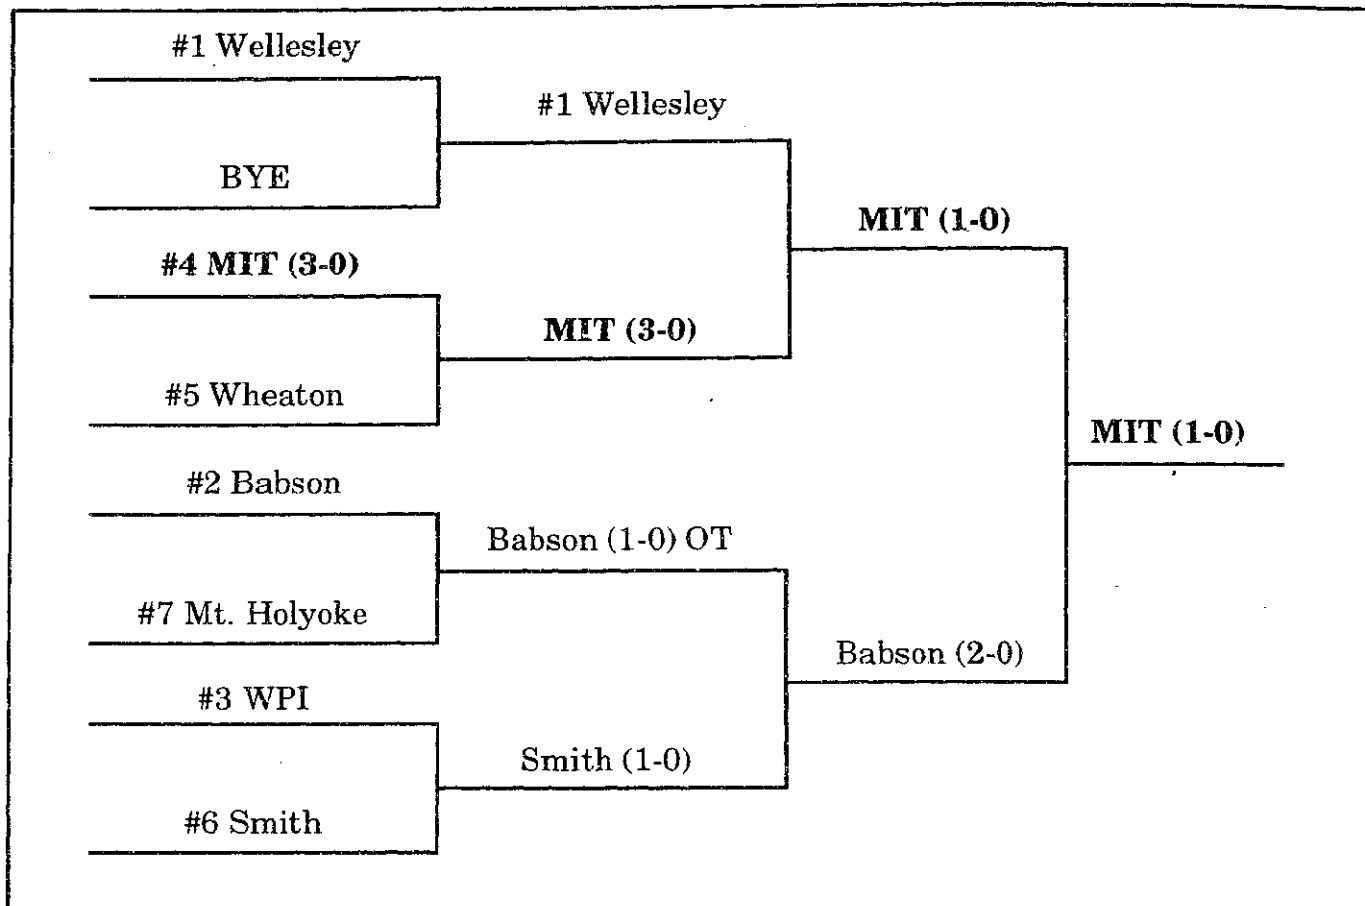 #1 Wellesley
#1 Wellesley
BYE
MIT (1-0)
#4 MIT (3-0)
MIT (3-0)
#5 Wheaton
MIT (1-0)
#2 Babson
Babson (1-0) OT
#7 Mt. Holyoke
Babson (2-0)
#3 WPI
Smith (1-0)
#6 Smith